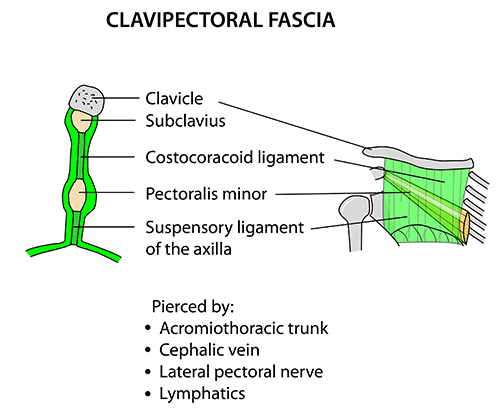 CLAVIPECTORAL FASCIA
Clavicle
Subclavius
Costocoracoid ligament
Pectoralis minor
Suspensory ligament
of the axilla
Pierced by:
• Acromiothoracic trunk
• Cephalic vein
• Lateral pectoral nerve
• Lymphatics